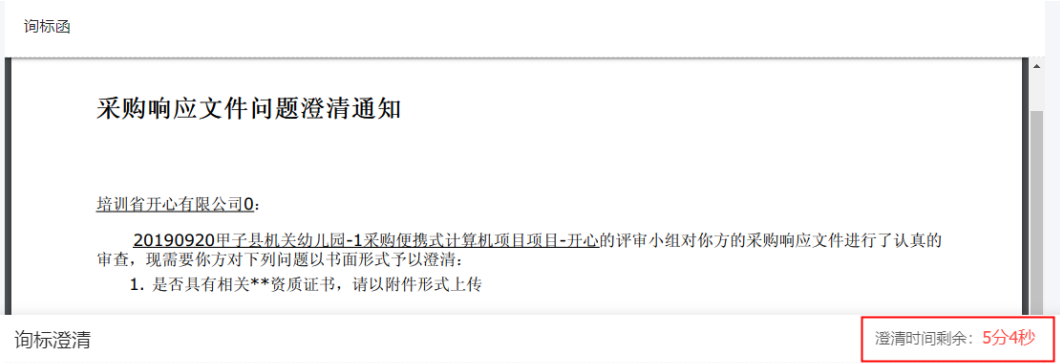 询标函
采购响应文件问题澄清通知
培训省开心有限公司0:
20190920甲子县机关幼儿园-1采购便携式计算机项目项目-开心的评审小组对你方的采购响应文件进行了认真的
审查，现需要你方对下列问题以书面形式予以澄清:
1. 是否具有相关**资质证书，请以附件形式上传
询标澄清
澄清时间剩余: 5分4秒